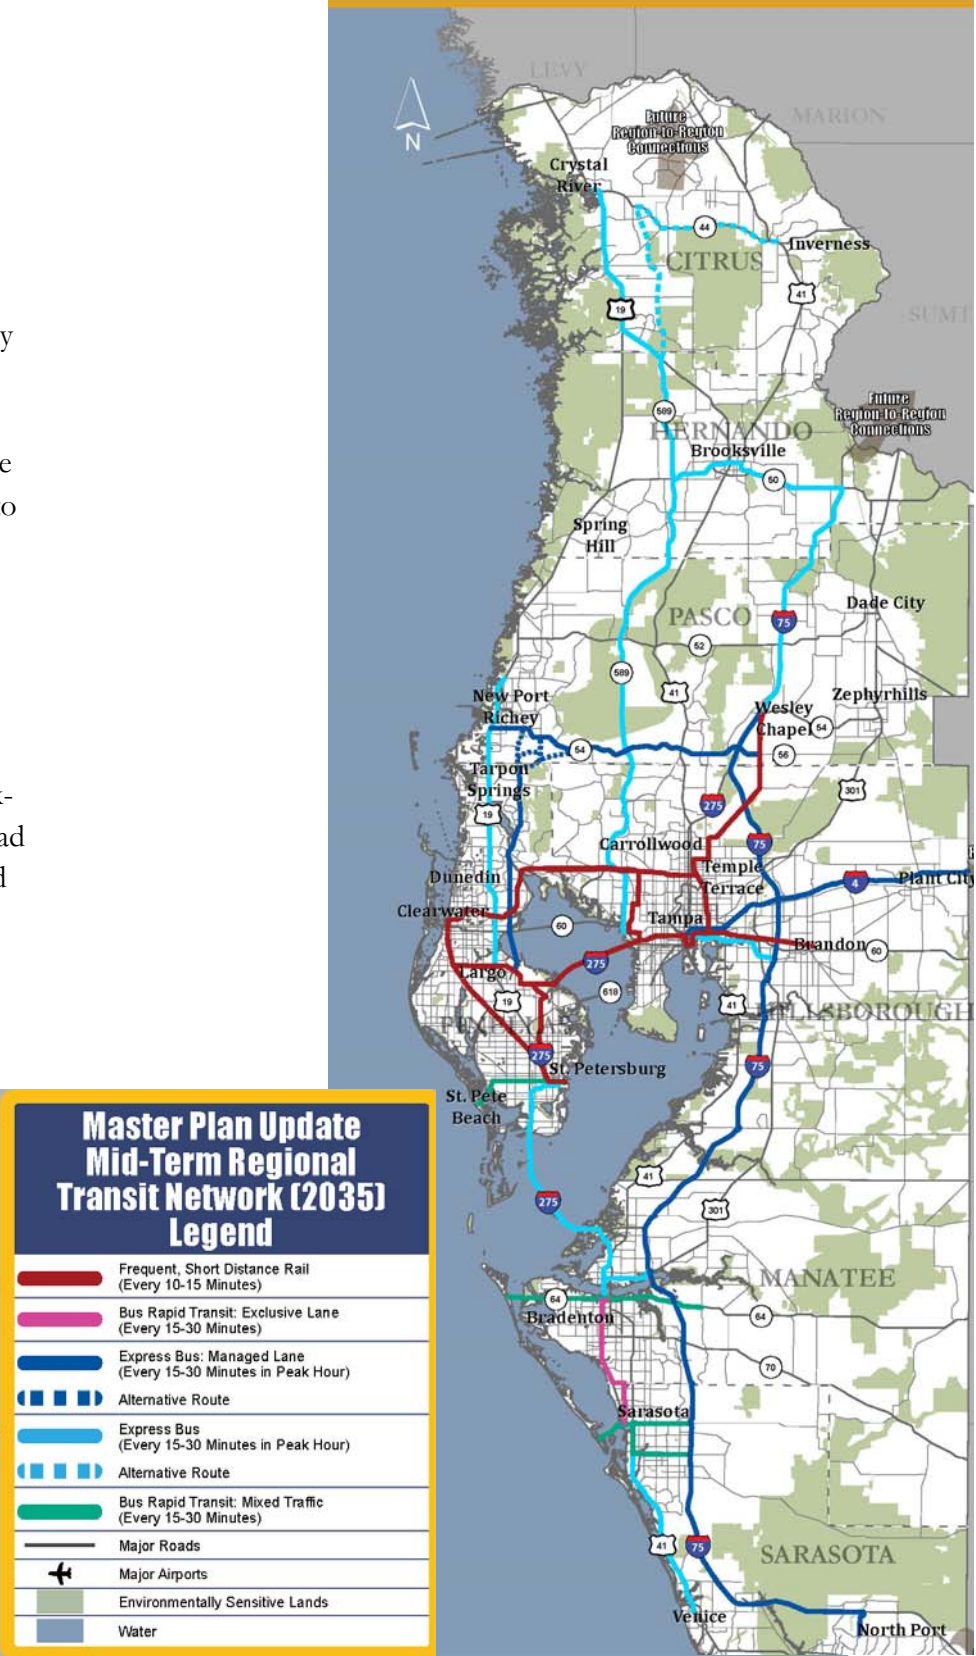 y
e
to
k-
ad
d
LEVY
MARION
Future
Region-to-Region
Connections
N
Crystal
River
44
Inverness
CITRUS
41
19
Future
Region-to-Region
Connections
589
HERNANDO
Brooksville
50
Spring
Hill
Dade City
PASCO
75
52
589
41
Zephyrhills
New Port
Richey
Wesley
Chapel
54
54
56
Tarpon
Springs
301
275
19
75
Carrollwood
Temple
Terrace
Dunedin
4
Plant City
Clearwater
Tampa
60
Brandon
60
275
Largo
618
19
41
HILLSBOROUGH
275
75
St. Petersburg
St. Pete
Beach
41
275
301
MANATEE
64
64
Bradenton
70
Sarasota
41
75
SARASOTA
Venice
North Port
Master Plan Update
Mid-Term Regional
Transit Network (2035)
Legend
Frequent, Short Distance Rail
(Every 10-15 Minutes)
Bus Rapid Transit: Exclusive Lane
(Every 15-30 Minutes)
Express Bus: Managed Lane
(Every 15-30 Minutes in Peak Hour)
Alternative Route
Express Bus
(Every 15-30 Minutes in Peak Hour)
Alternative Route
Bus Rapid Transit: Mixed Traffic
(Every 15-30 Minutes)
Major Roads
Major Airports
Environmentally Sensitive Lands
Water